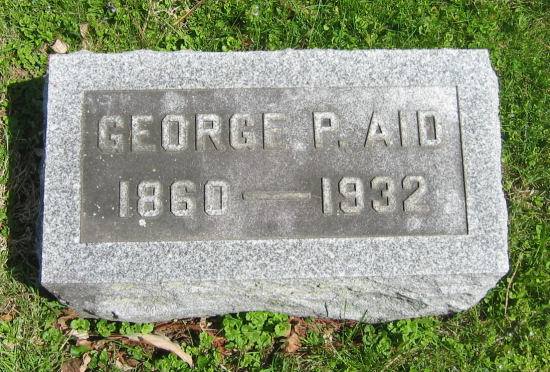 GEORGE P. AID
1860 — 1932